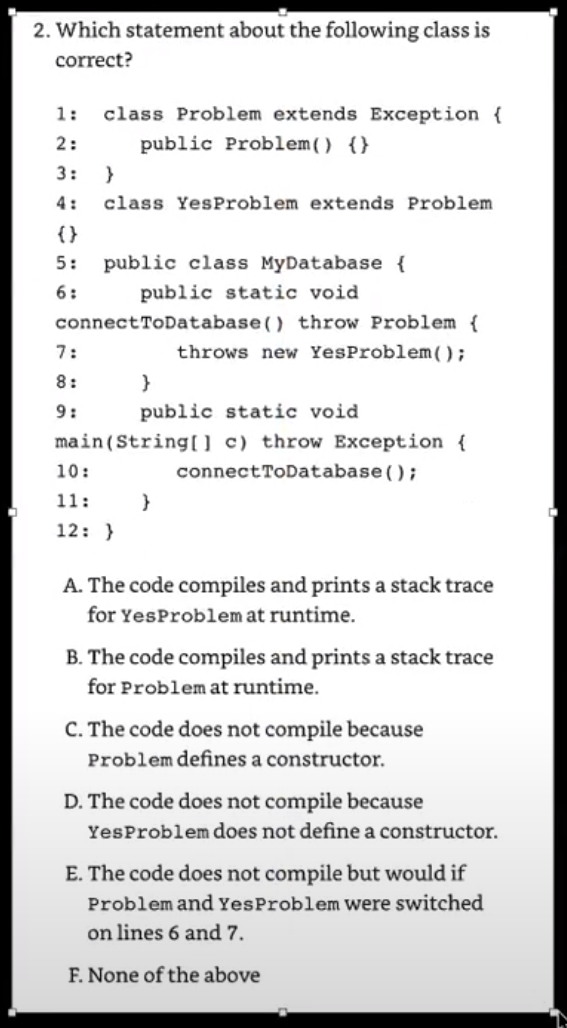 2. Which statement about the following class is
correct?
1: class Problem extends Exception {
2: public Problem() {}
3: }
4: class YesProblem extends Problem
{}
5: public class MyDatabase {
6: public static void
connectToDatabase() throw Problem {
7: throws new YesProblem();
8: }
9: public static void
main(String[] c) throw Exception {
10: connectToDatabase();
11: }
12: }
A. The code compiles and prints a stack trace
for YesProblem at runtime.
B. The code compiles and prints a stack trace
for Problem at runtime.
C. The code does not compile because
Problem defines a constructor.
D. The code does not compile because
YesProblem does not define a constructor.
E. The code does not compile but would if
Problem and YesProblem were switched
on lines 6 and 7.
F. None of the above